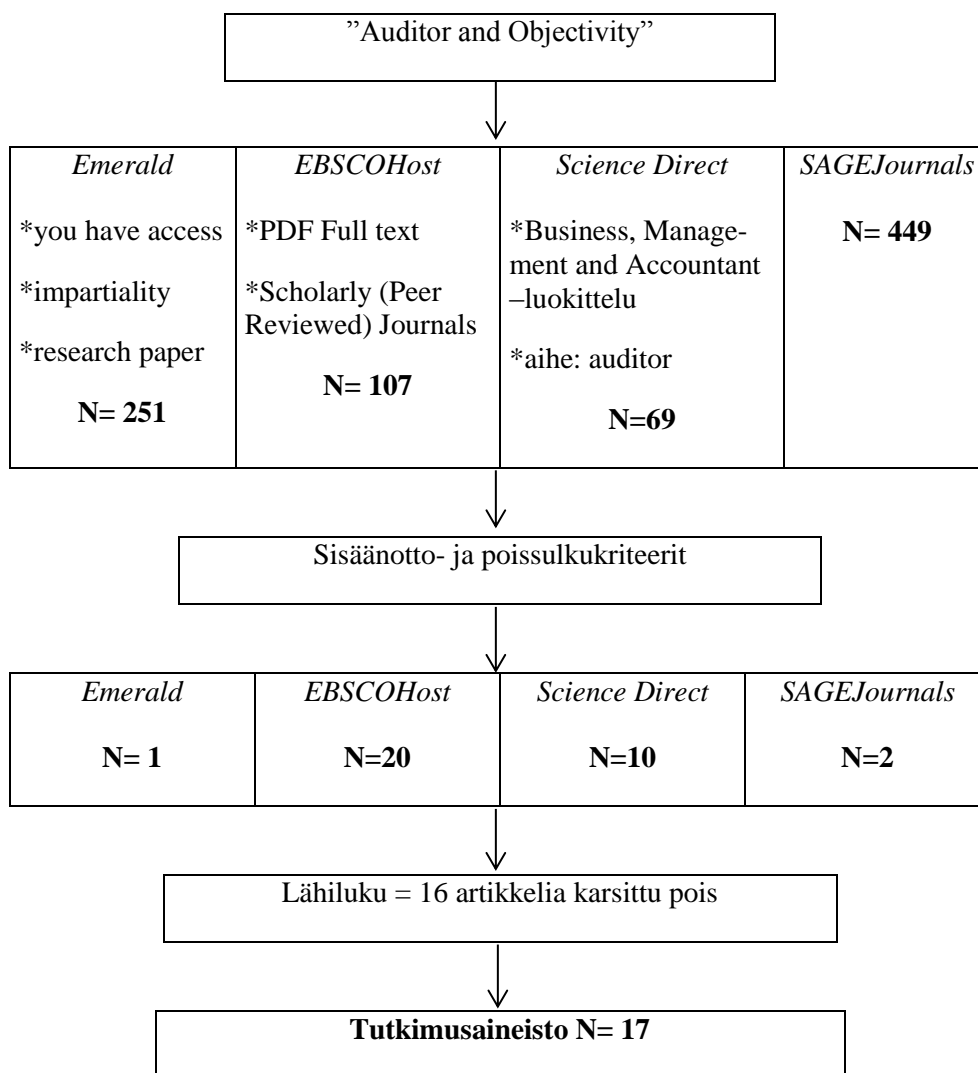 ”Auditor and Objectivity”
Emerald
*you have access
*impartiality
*research paper
N= 251
EBSCOHost
*PDF Full text
*Scholarly (Peer
Reviewed) Journals
N= 107
Science Direct
*Business, Manage-
ment and Accountant
–luokittelu
*aihe: auditor
N=69
SAGEJournals
N= 449
Sisäänotto- ja poissulkukriteerit
Emerald
N= 1
EBSCOHost
N=20
Science Direct
N=10
SAGEJournals
N=2
Lähiluku = 16 artikkelia karsittu pois
Tutkimusaineisto N= 17